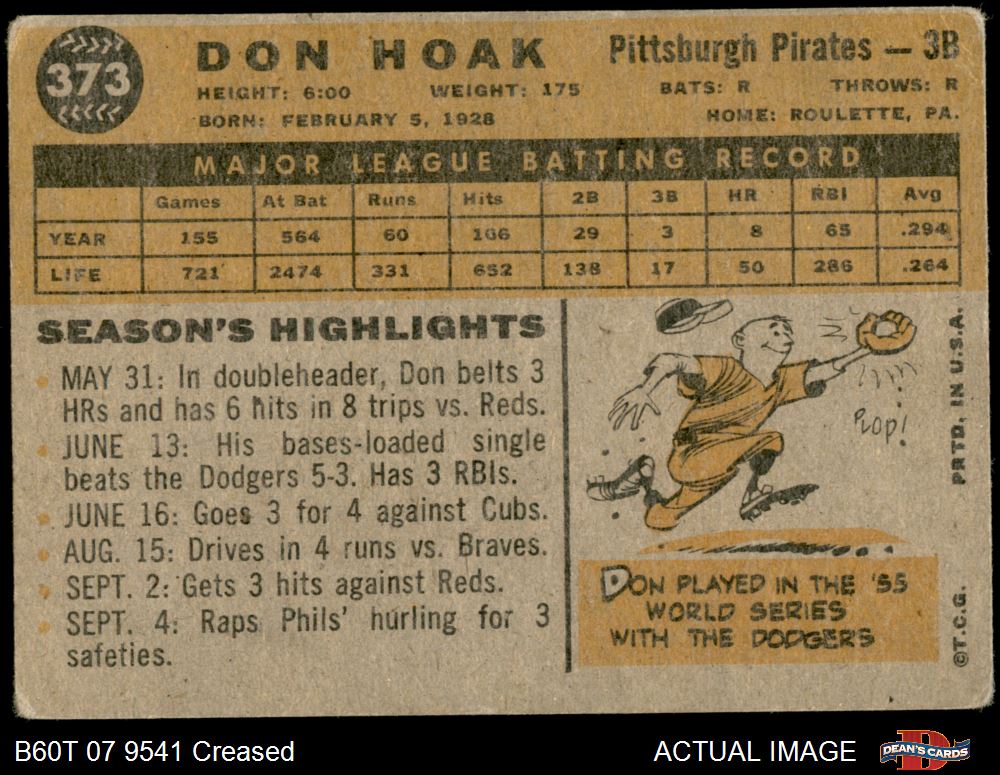 373
DON HOAK
Pittsburgh Pirates — 3B
HEIGHT: 6:00 WEIGHT: 175 BATS: R THROWS: R
BORN: FEBRUARY 5, 1928 HOME: ROULETTE, PA.
MAJOR LEAGUE BATTING RECORD
Games At Bat Runs Hits 2B 3B HR RBI Avg
YEAR 155 564 60 166 29 3 8 65 .294
LIFE 721 2474 331 652 138 17 50 286 .264
SEASON'S HIGHLIGHTS
MAY 31: In doubleheader, Don belts 3
HRs and has 6 hits in 8 trips vs. Reds.
JUNE 13: His bases-loaded single
beats the Dodgers 5-3. Has 3 RBIs.
JUNE 16: Goes 3 for 4 against Cubs.
AUG. 15: Drives in 4 runs vs. Braves.
SEPT. 2: Gets 3 hits against Reds.
SEPT. 4: Raps Phils' hurling for 3
safeties.
PLOP!
DON PLAYED IN THE '55
WORLD SERIES
WITH THE DODGERS
©T.C.G. PRTD. IN U.S.A.
B60T 07 9541 Creased
ACTUAL IMAGE
D
DEAN'S CARDS